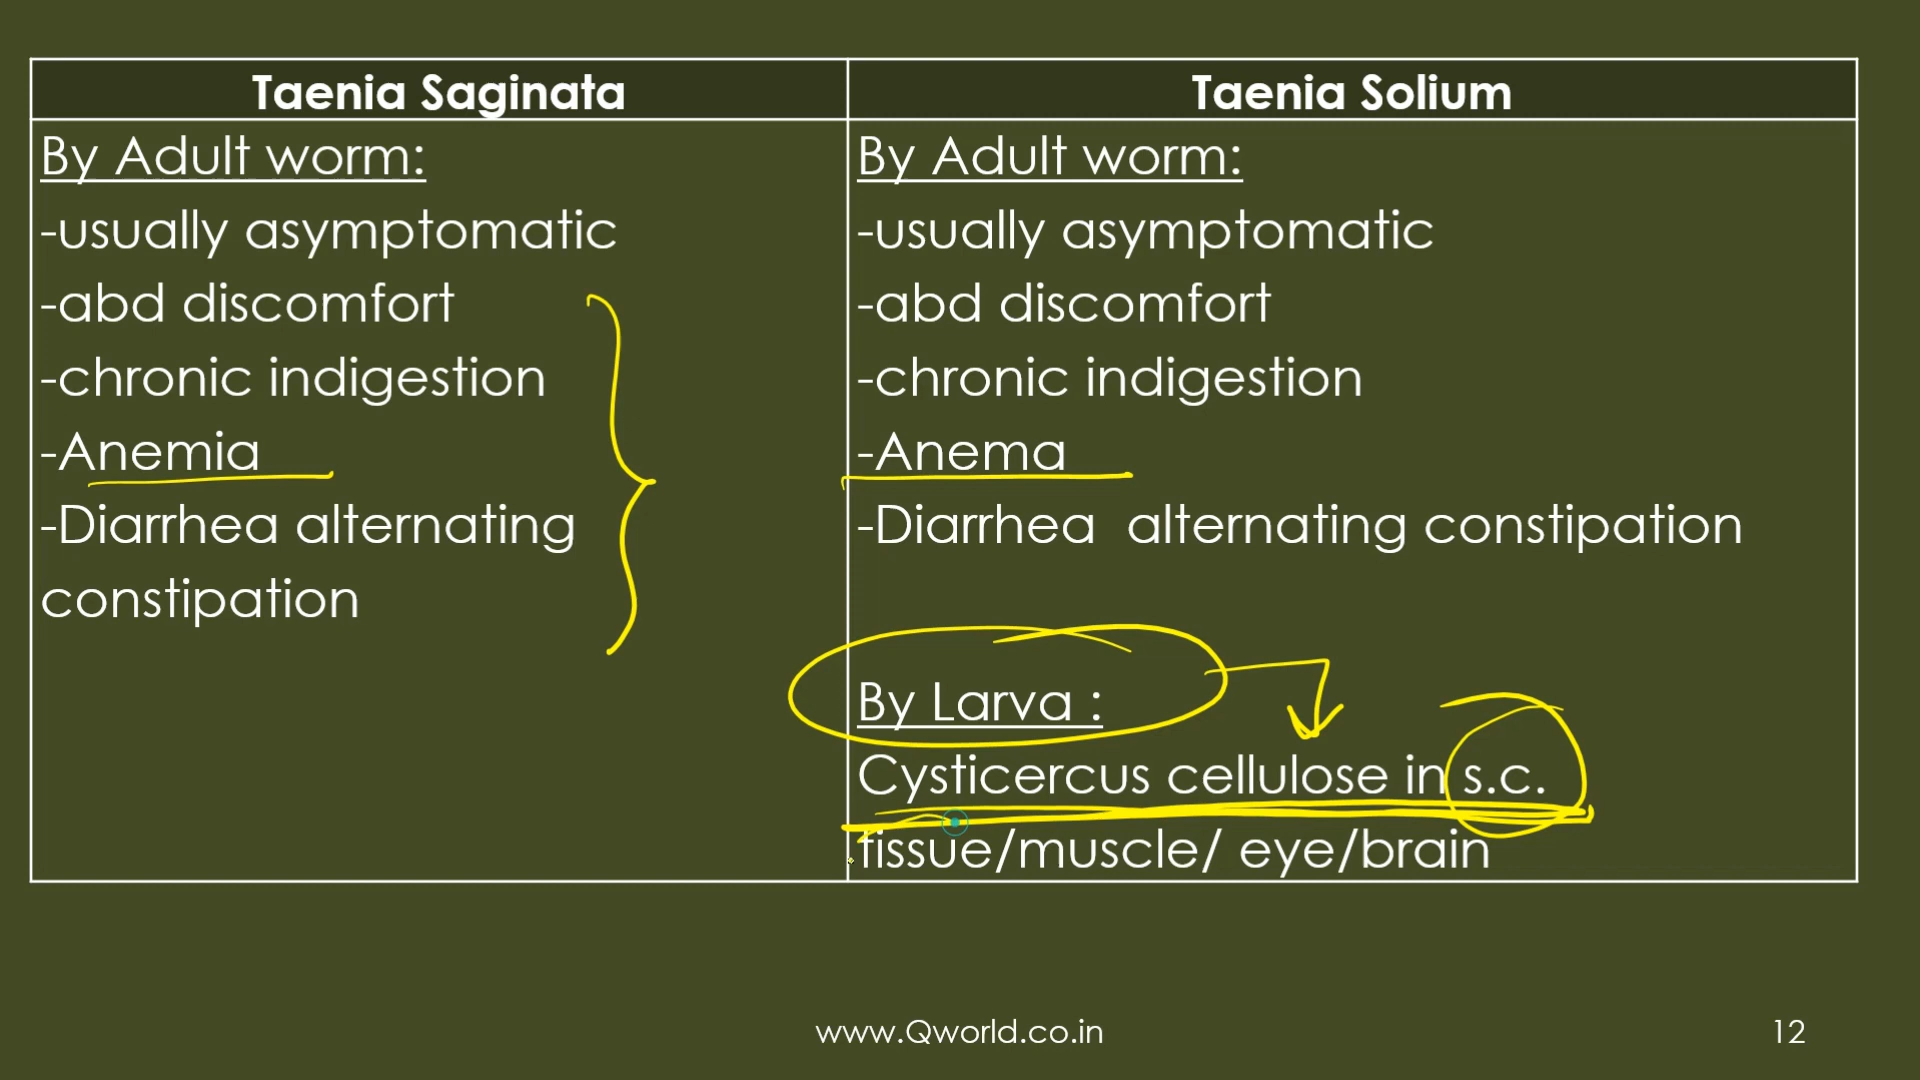 Taenia Saginata
Taenia Solium
By Adult worm:
-usually asymptomatic
-abd discomfort
-chronic indigestion
-Anemia
-Diarrhea alternating
constipation
By Adult worm:
-usually asymptomatic
-abd discomfort
-chronic indigestion
-Anema
-Diarrhea  alternating constipation
By Larva :
Cysticercus cellulose in s.c.
tissue/muscle/ eye/brain
www.Qworld.co.in
12